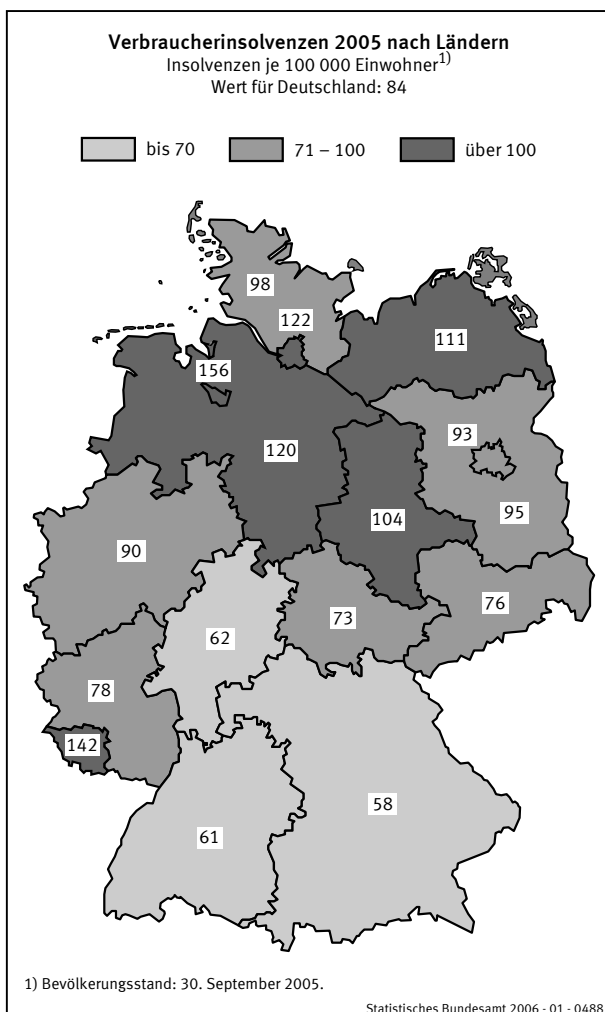 Verbraucherinsolvenzen 2005 nach Ländern
Insolvenzen je 100 000 Einwohner1)
Wert für Deutschland: 84
bis 70
71 – 100
über 100
98
122
111
156
93
120
95
104
90
76
73
62
78
142
58
61
1) Bevölkerungsstand: 30. September 2005.
Statistisches Bundesamt 2006 - 01 - 0488